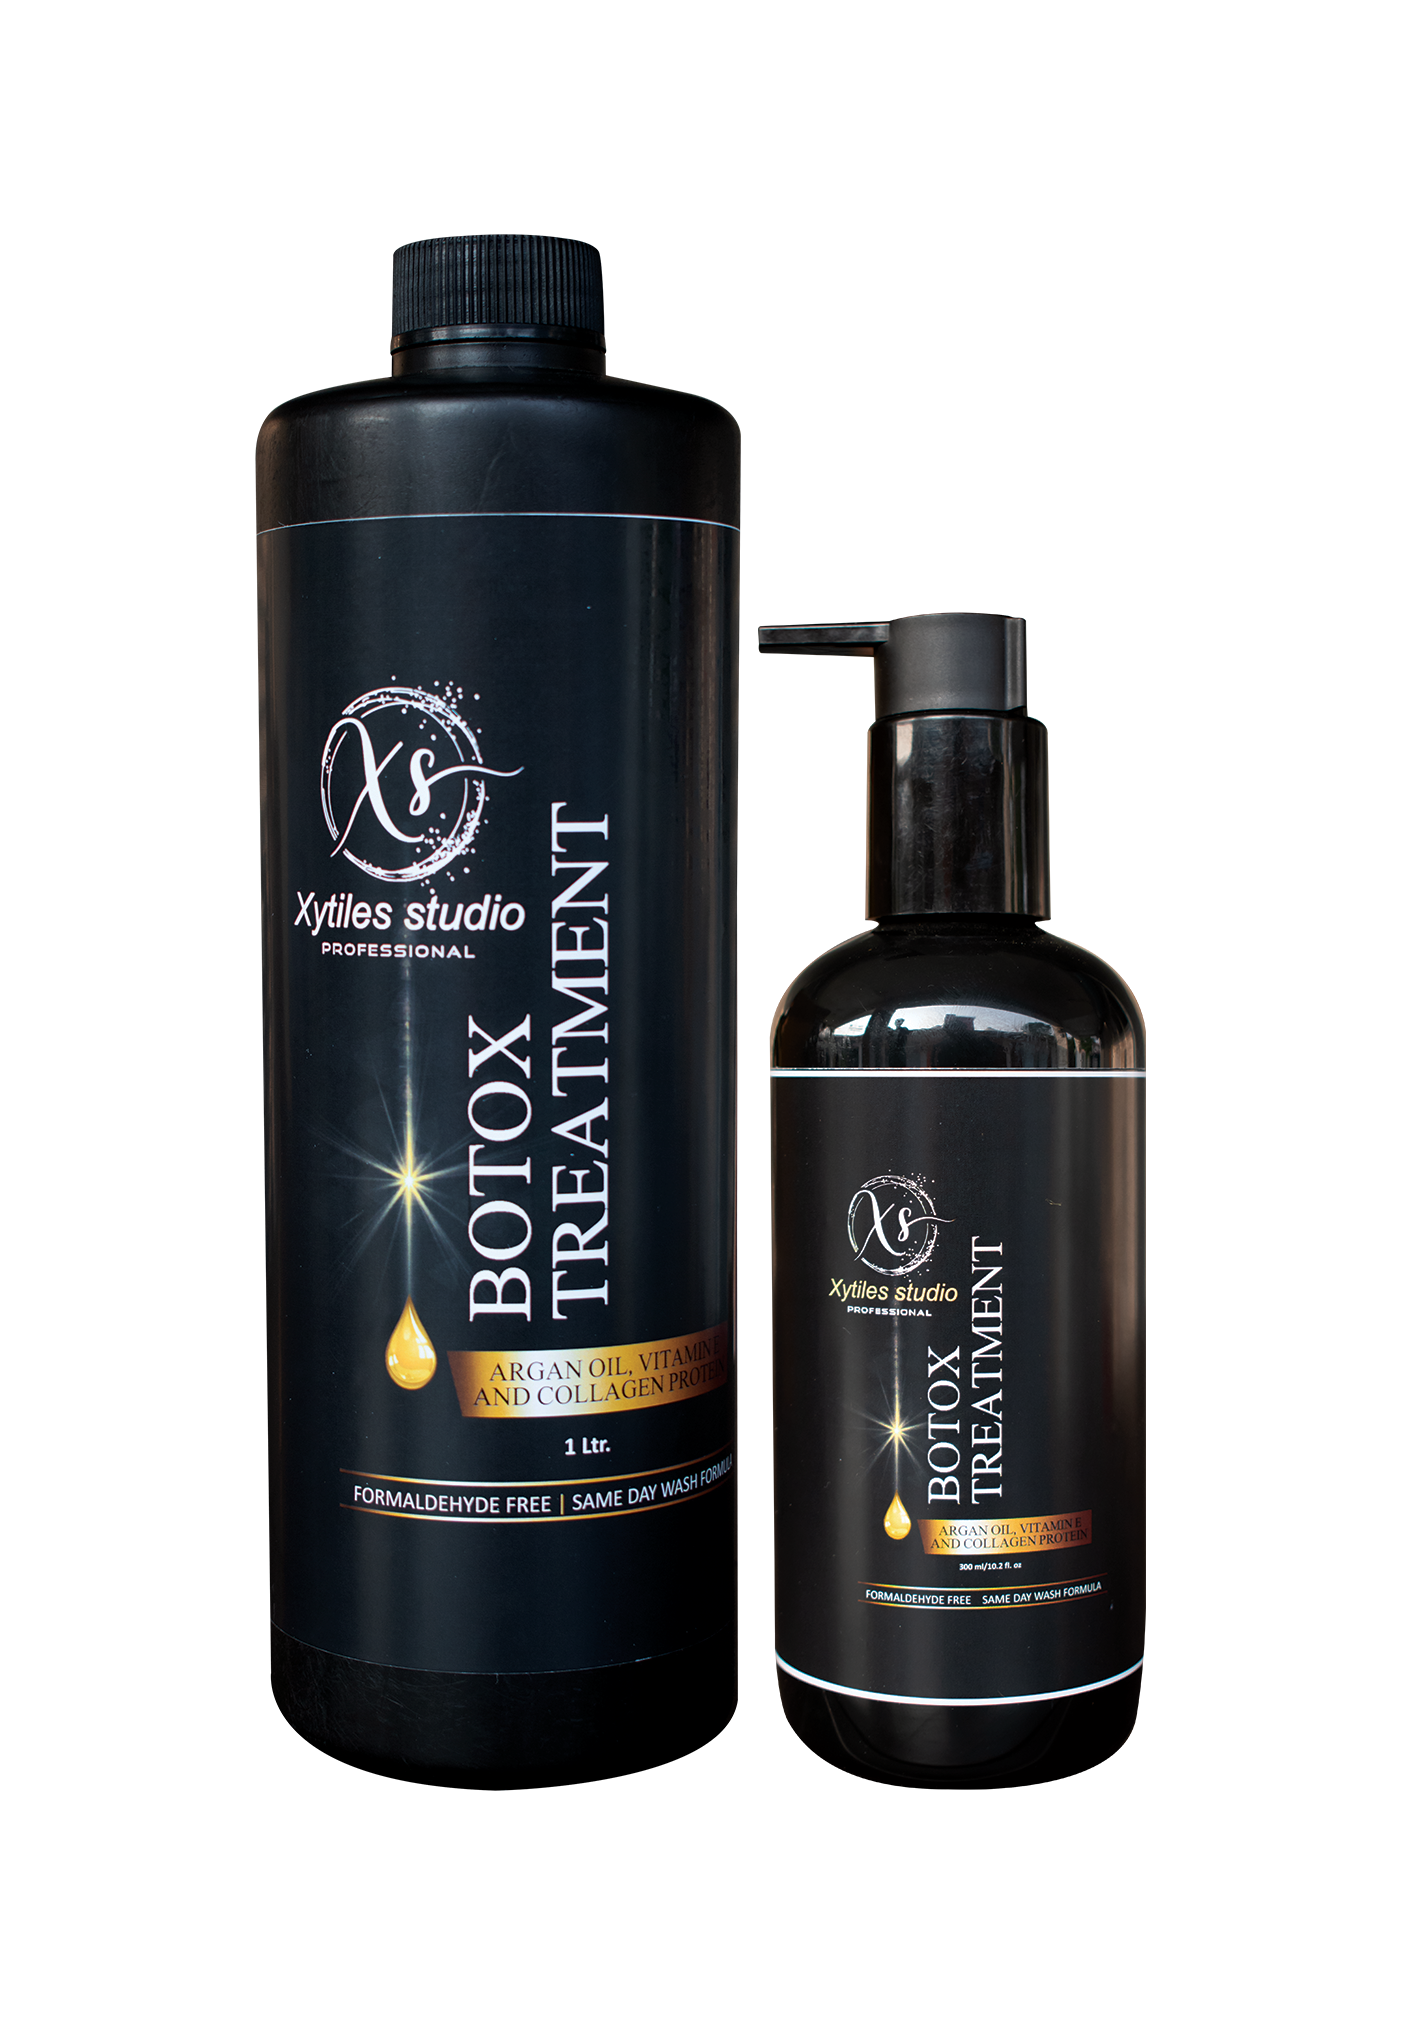 Xs
Xytiles studio
PROFESSIONAL
BOTOX
TREATMENT
ARGAN OIL, VITAMIN E
AND COLLAGEN PROTEIN
1 Ltr.
FORMALDEHYDE FREE | SAME DAY WASH FORMULA
Xs
Xytiles studio
PROFESSIONAL
BOTOX
TREATMENT
ARGAN OIL, VITAMIN E
AND COLLAGEN PROTEIN
300 ml/10.2 fl. oz
FORMALDEHYDE FREE SAME DAY WASH FORMULA